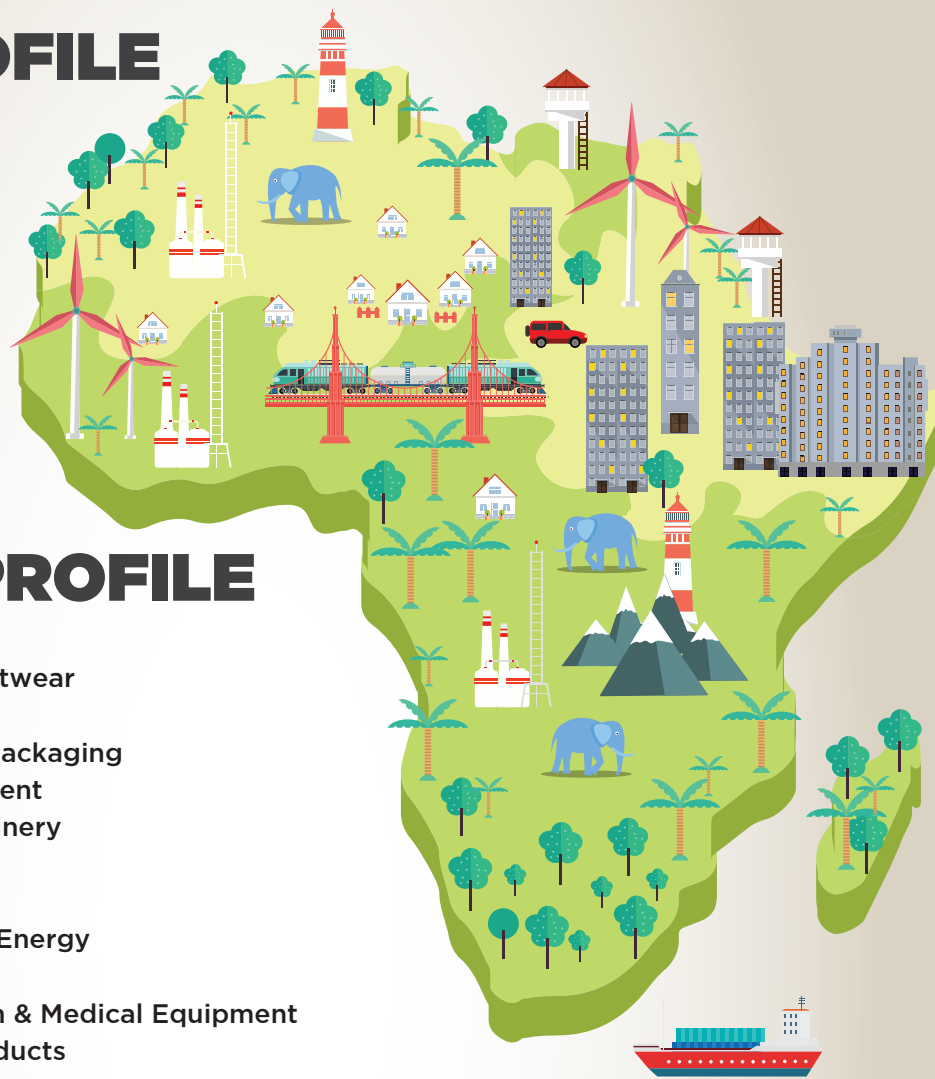 OFILE
PROFILE
twear
ackaging
ent
inery
Energy
& Medical Equipment
ducts